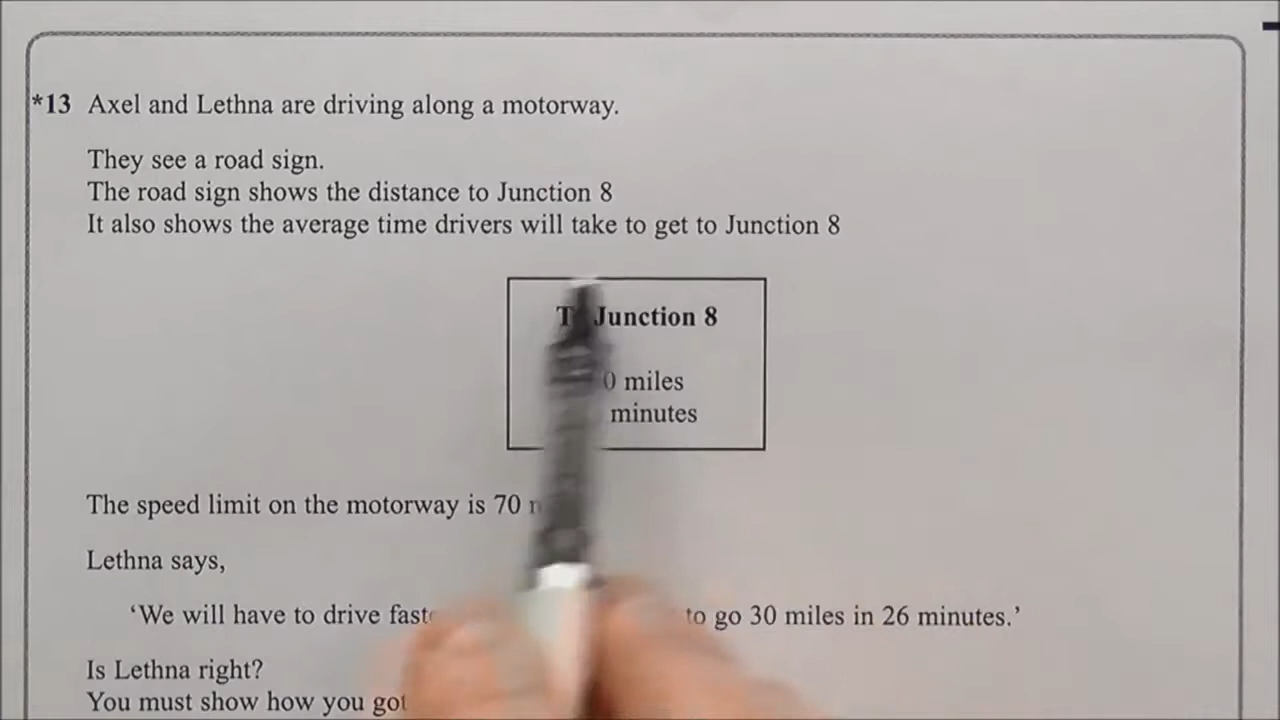 *13 Axel and Lethna are driving along a motorway.
They see a road sign.
The road sign shows the distance to Junction 8
It also shows the average time drivers will take to get to Junction 8
Junction 8
miles
minutes
The speed limit on the motorway is 70
Lethna says,
‘We will have to drive to go 30 miles in 26 minutes.’
Is Lethna right?
You must show how you got